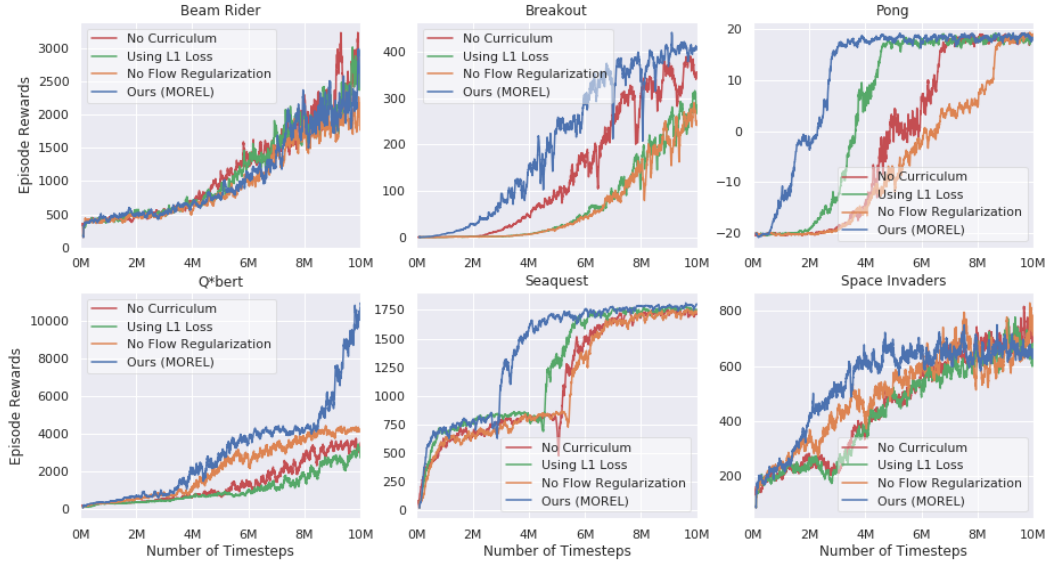 Beam Rider
Breakout
Pong
Episode Rewards
3000
2500
2000
1500
1000
500
0
No Curriculum
Using L1 Loss
No Flow Regularization
Ours (MOREL)
0M 2M 4M 6M 8M 10M
400
300
200
100
0
No Curriculum
Using L1 Loss
No Flow Regularization
Ours (MOREL)
0M 2M 4M 6M 8M 10M
20
10
0
−10
−20
No Curriculum
Using L1 Loss
No Flow Regularization
Ours (MOREL)
0M 2M 4M 6M 8M 10M
Q*bert
Seaquest
Space Invaders
Episode Rewards
10000
8000
6000
4000
2000
0
No Curriculum
Using L1 Loss
No Flow Regularization
Ours (MOREL)
0M 2M 4M 6M 8M 10M
Number of Timesteps
1750
1500
1250
1000
750
500
250
0
No Curriculum
Using L1 Loss
No Flow Regularization
Ours (MOREL)
0M 2M 4M 6M 8M 10M
Number of Timesteps
800
600
400
200
No Curriculum
Using L1 Loss
No Flow Regularization
Ours (MOREL)
0M 2M 4M 6M 8M 10M
Number of Timesteps